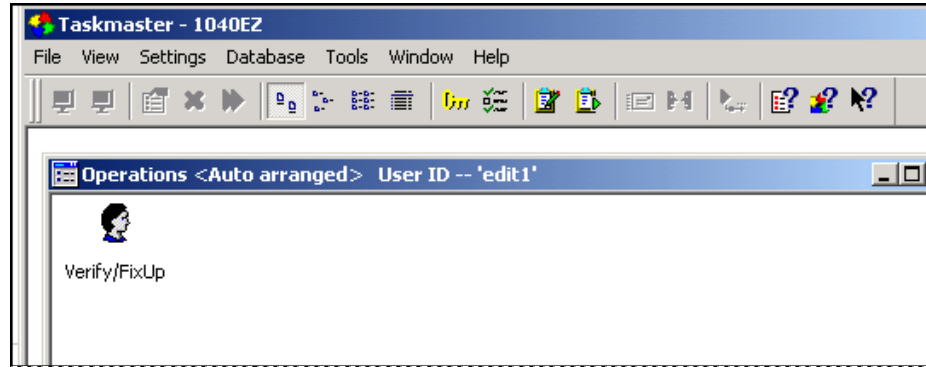 Taskmaster - 1040EZ
File View Settings Database Tools Window Help
Operations <Auto arranged> User ID -- 'edit1'
Verify/FixUp